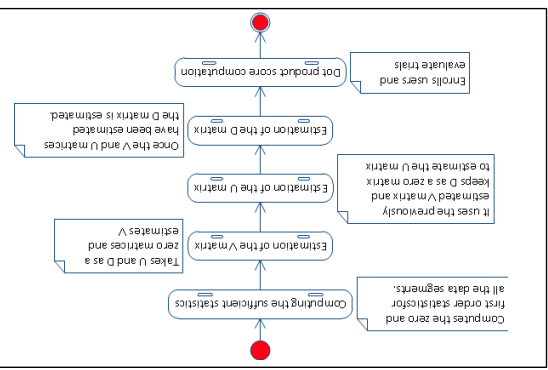 Computing the sufficient statistics
Computes the zero and
first order statisticsfor
all the data segments.
Estimation of the V matrix
Takes U and D as a
zero matrices and
estimates V
Estimation of the U matrix
It uses the previously
estimated V matrix and
keeps D as a zero matrix
to estimate the U matrix
Estimation of the D matrix
Once the V and U matrices
have been estimated
the D matrix is estimated.
Dot product score computation
Enrolls users and
evaluate trials